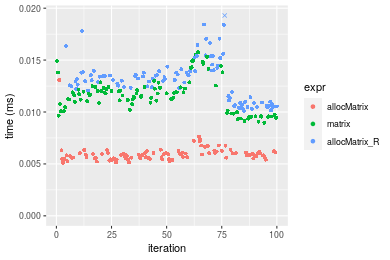 0.020
0.015
0.010
0.005
0.000
time (ms)
0
25
50
75
100
iteration
expr
allocMatrix
matrix
allocMatrix_R